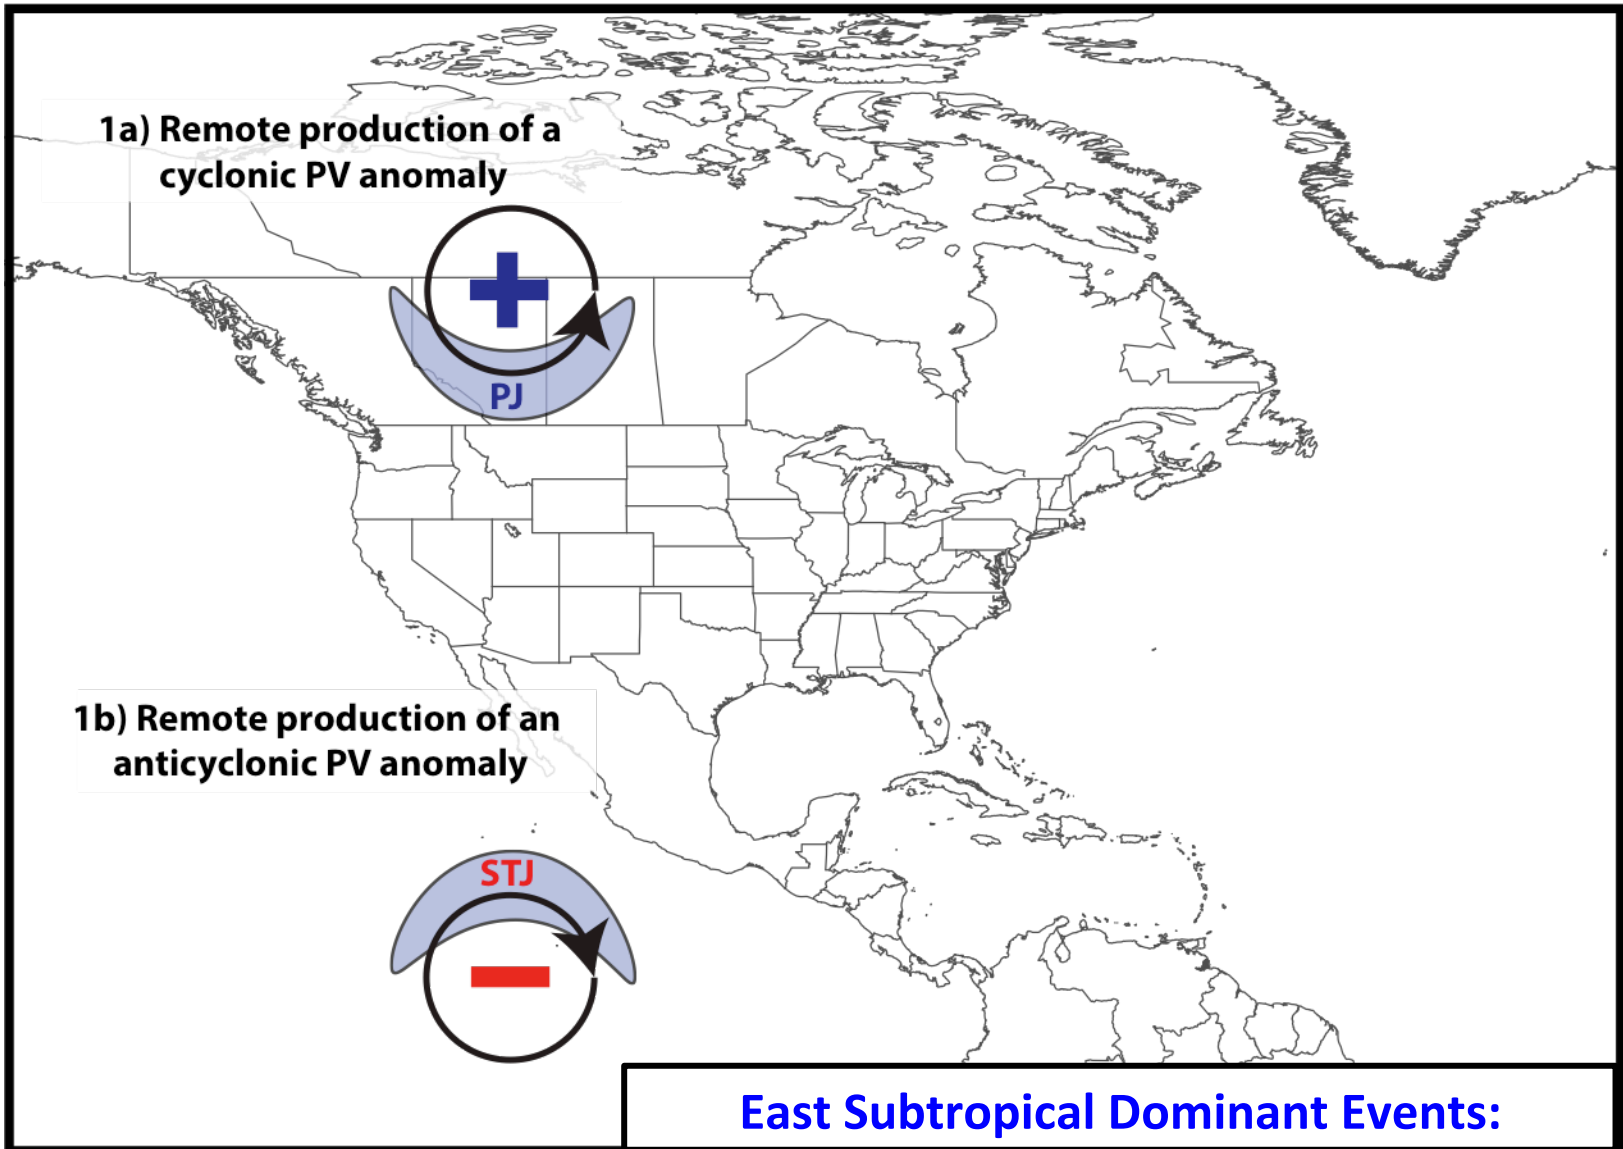 1a) Remote production of a
cyclonic PV anomaly
PJ
1b) Remote production of an
anticyclonic PV anomaly
STJ
East Subtropical Dominant Events: